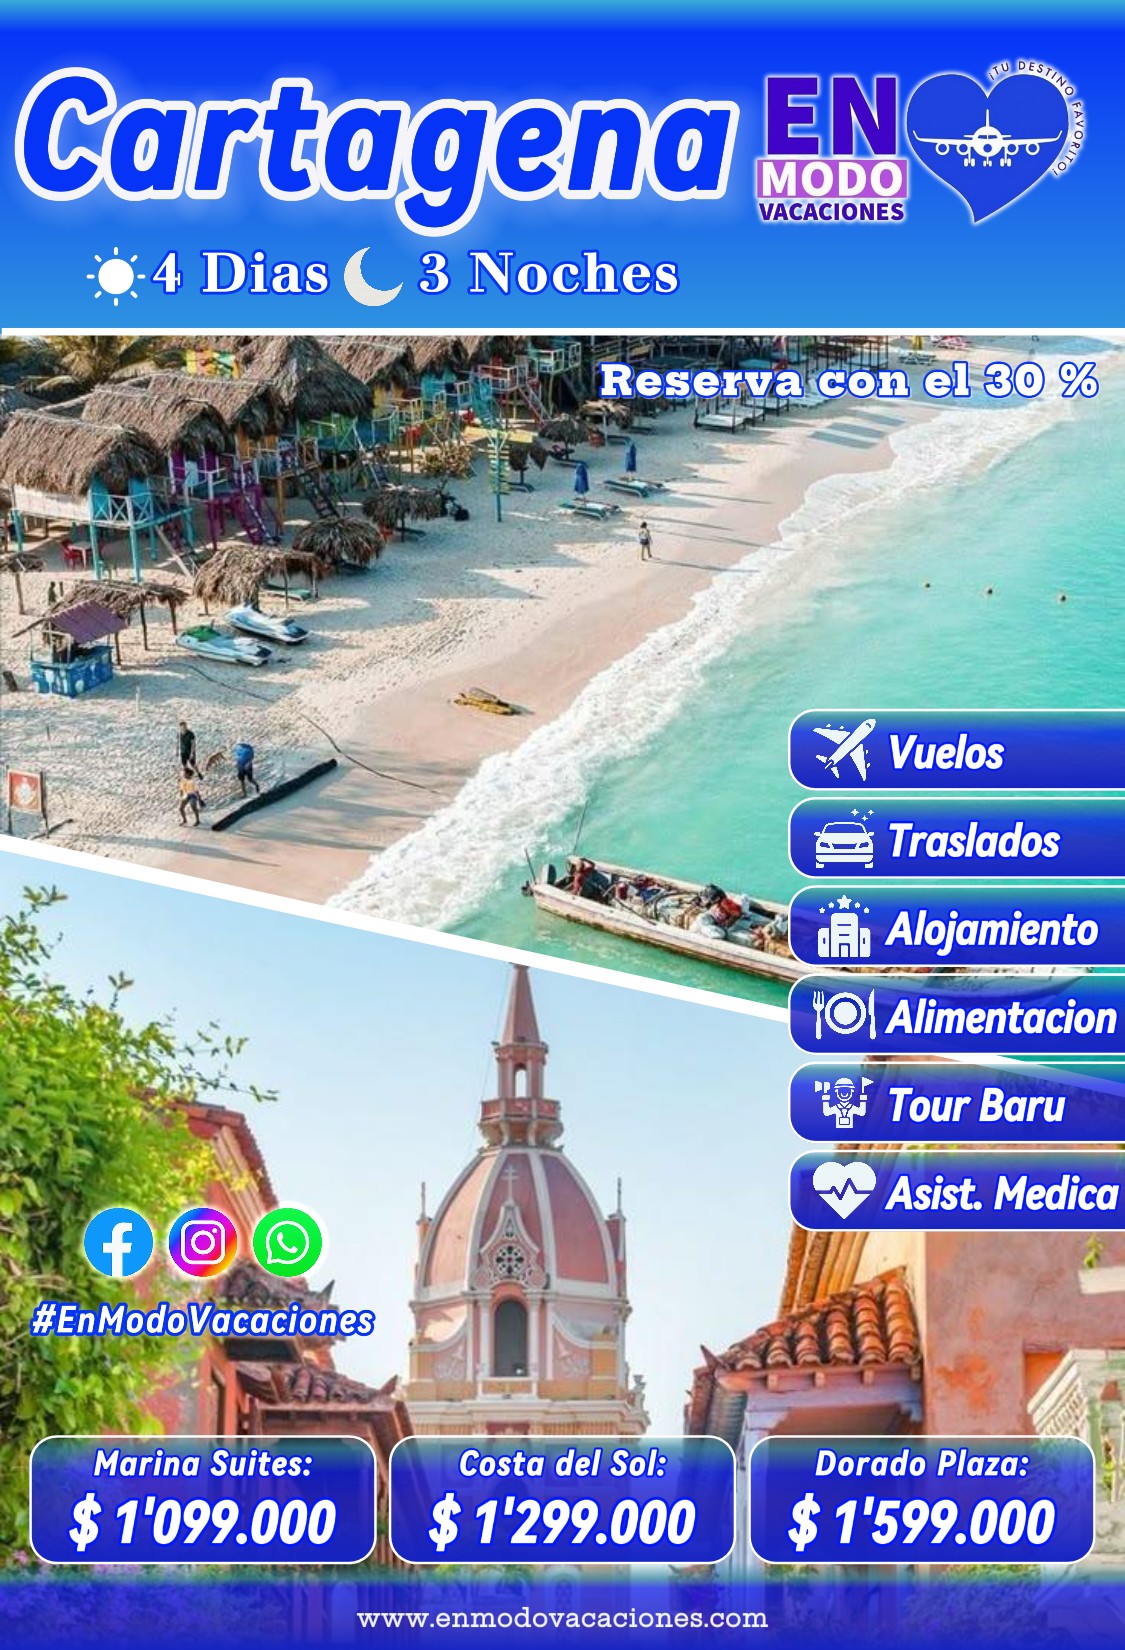 Cartagena
EN
MODO
VACACIONES
¡TU DESTINO FAVORITO!
4 Dias 3 Noches
Reserva con el 30 %
Vuelos
Traslados
Alojamiento
Alimentacion
Tour Baru
Asist. Medica
#EnModoVacaciones
Marina Suites:
$ 1'099.000
Costa del Sol:
$ 1'299.000
Dorado Plaza:
$ 1'599.000
www.enmodovacaciones.com